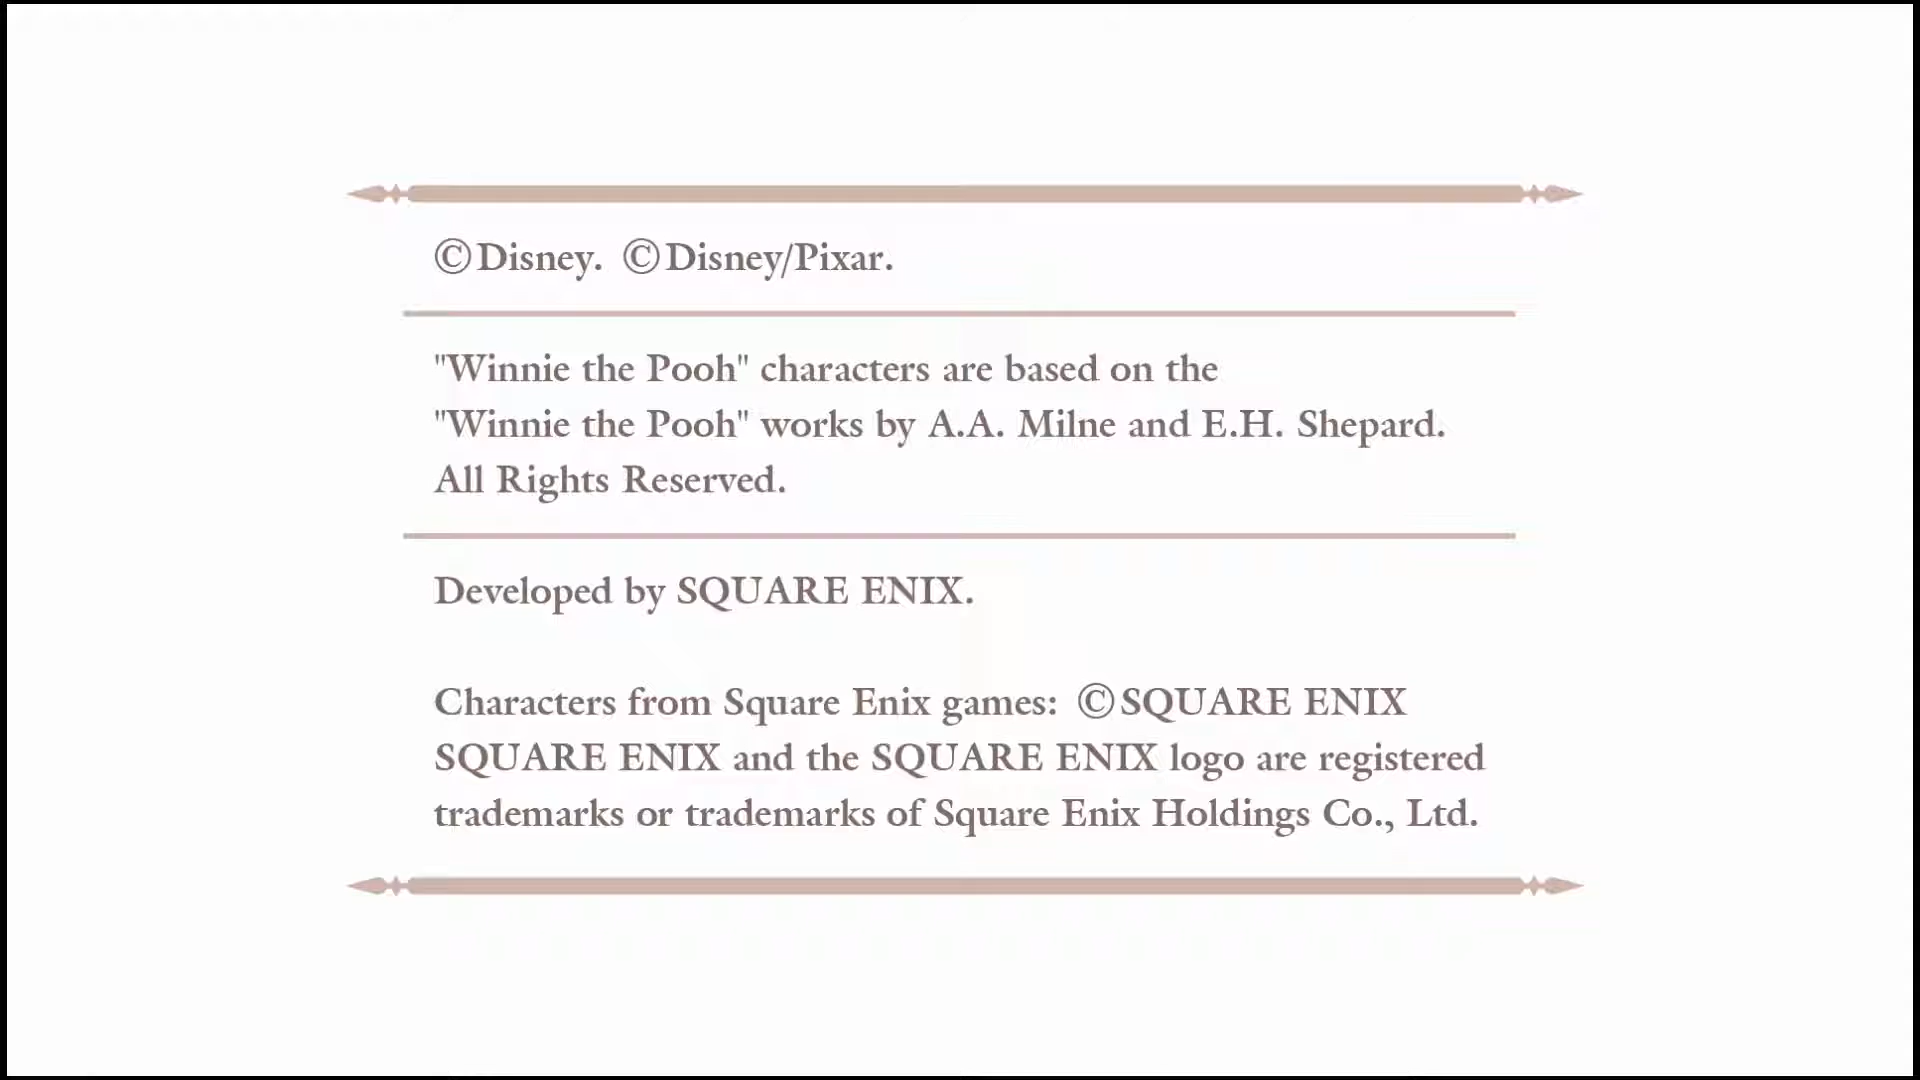 ©Disney. ©Disney/Pixar.
"Winnie the Pooh" characters are based on the
"Winnie the Pooh" works by A.A. Milne and E.H. Shepard.
All Rights Reserved.
Developed by SQUARE ENIX.
Characters from Square Enix games: ©SQUARE ENIX
SQUARE ENIX and the SQUARE ENIX logo are registered
trademarks or trademarks of Square Enix Holdings Co., Ltd.